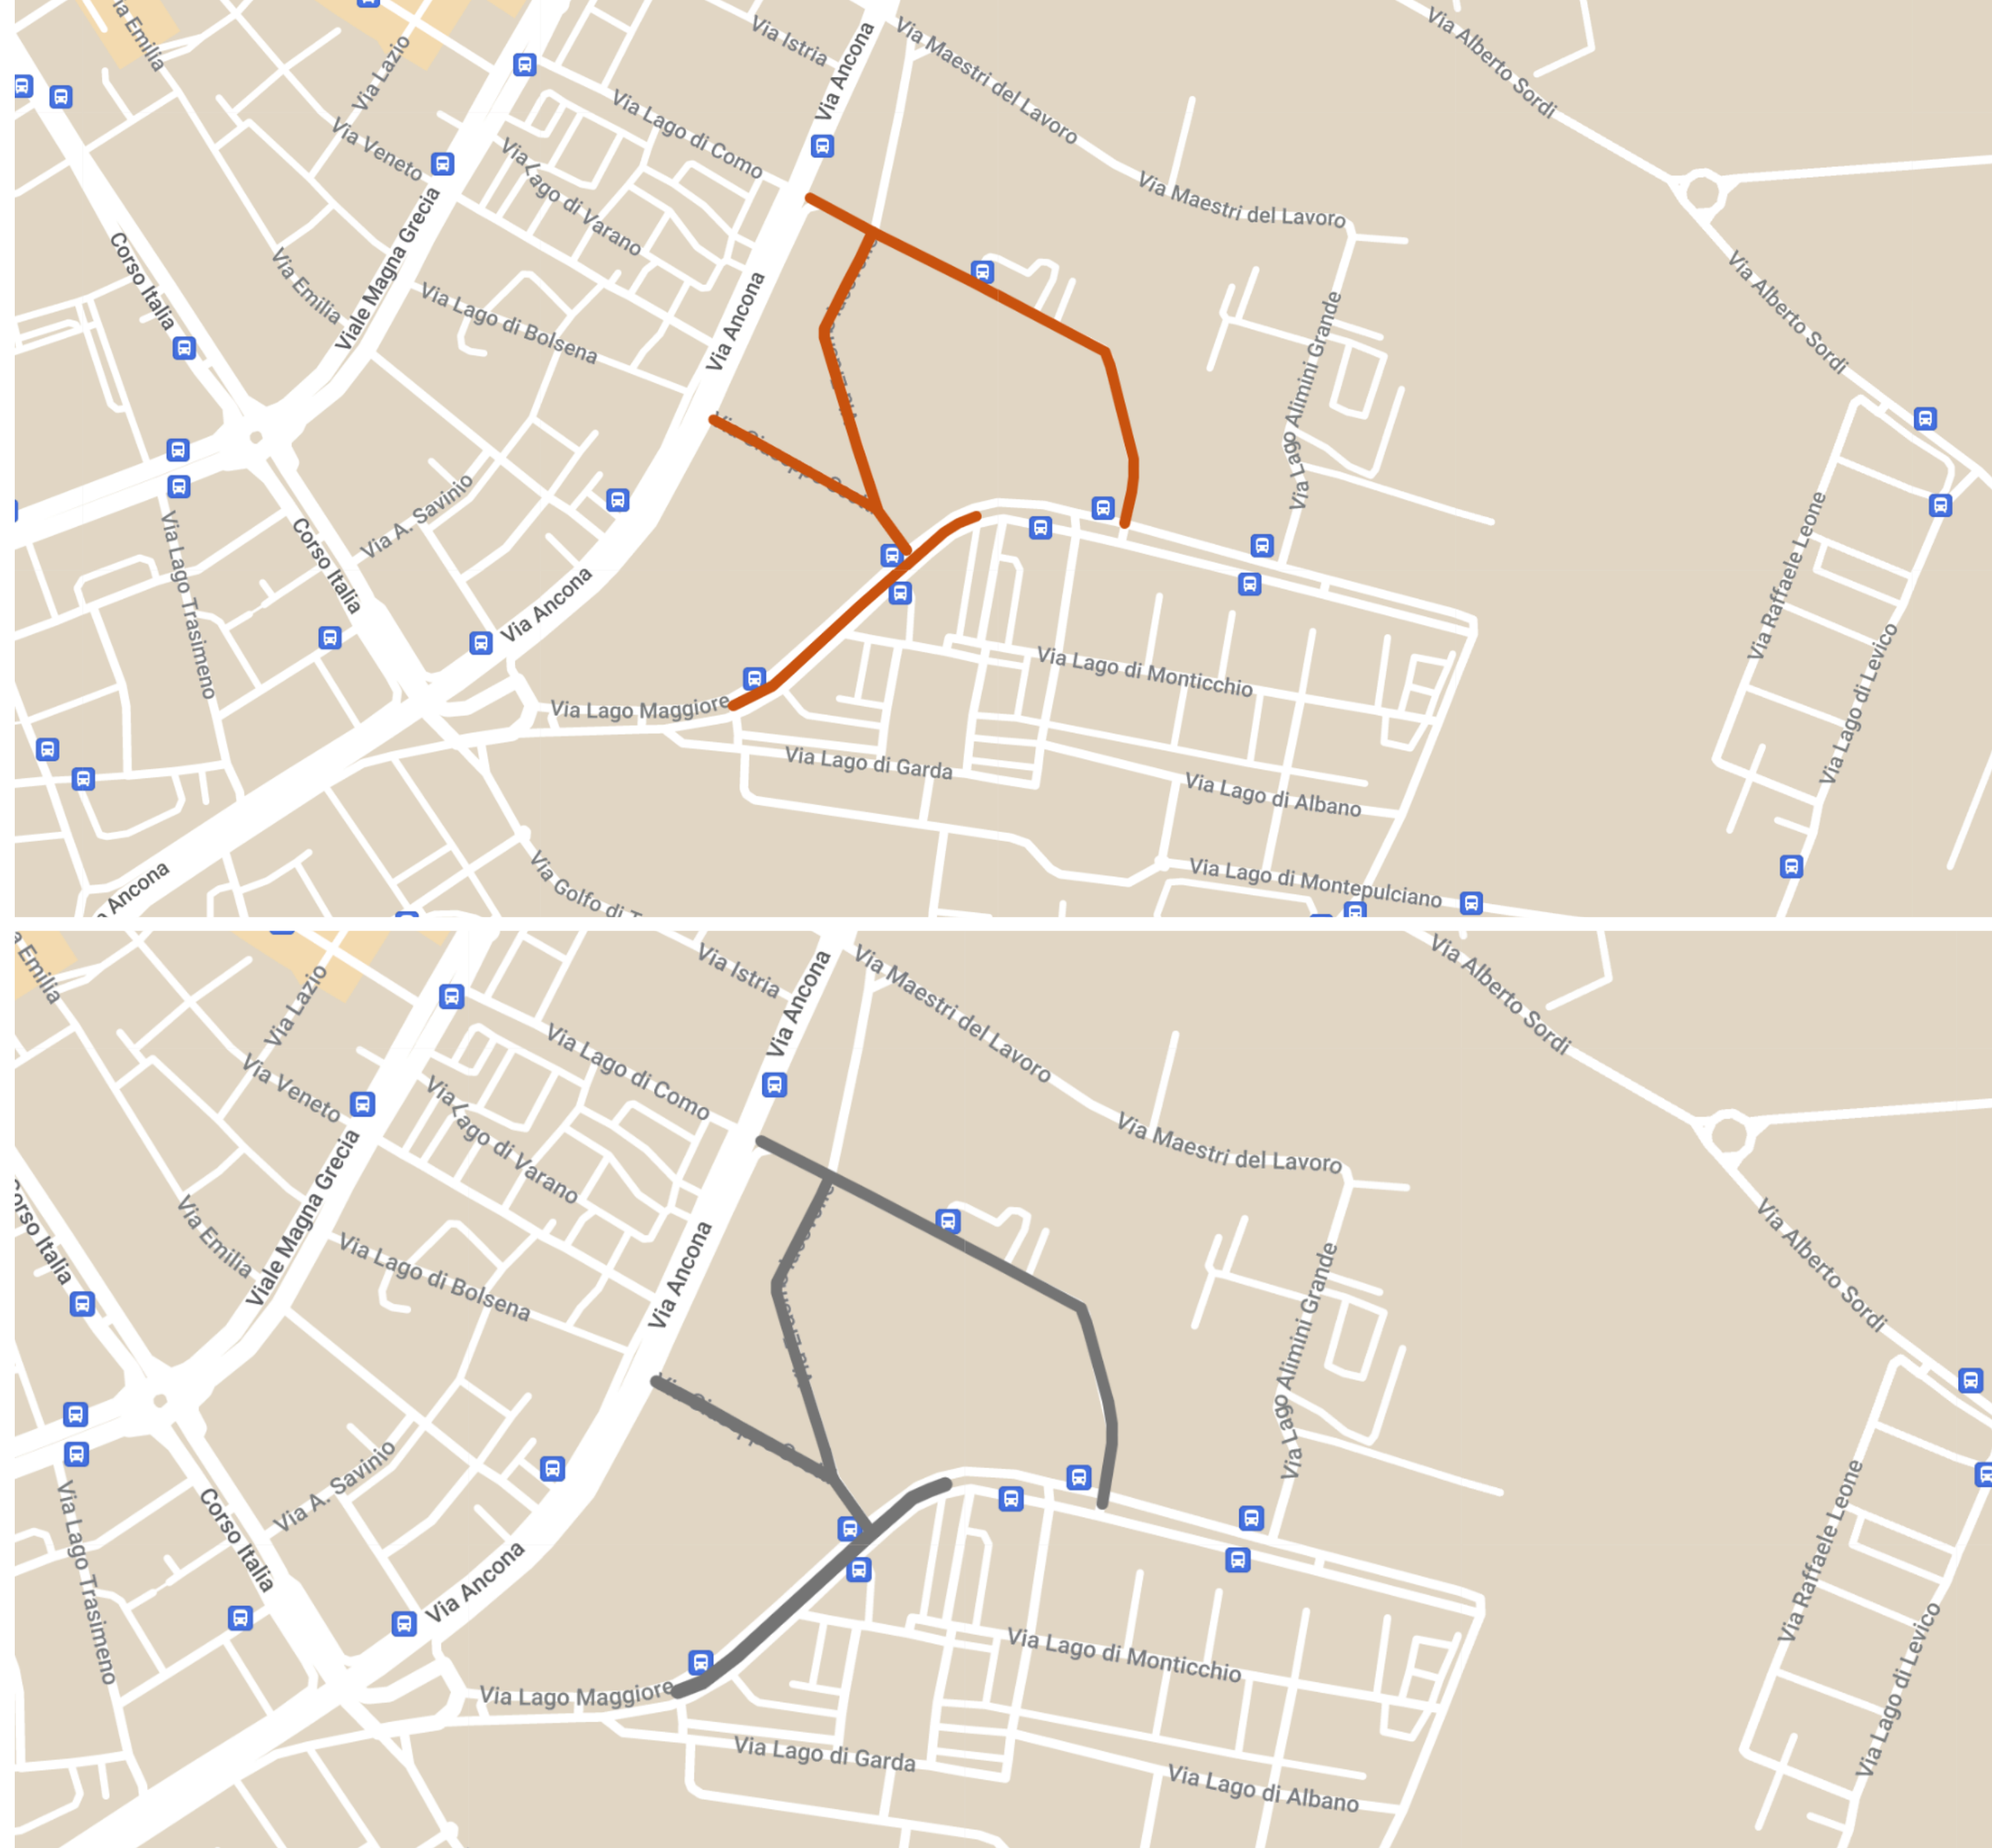 Via Emilia
Via Lazio
Via Istria
Via Ancona
Via Maestri del Lavoro
Via Alberto Sordi
Via Lago di Como
Via Veneto
Via Lago di Varano
Via Maestri del Lavoro
Corso Italia
Via Emilia
Viale Magna Grecia
Via Lago di Bolsena
Via Ancona
Via Lago Alimini Grande
Via Alberto Sordi
Via Lago Trasimeno
Corso Italia
Via A. Savinio
Via Ancona
Via Lago Maggiore
Via Lago di Monticchio
Via Raffaele Leone
Via Lago di Levico
Via Lago di Garda
Via Lago di Albano
Via Lago di Montepulciano
Ancona
Via Golfo di T
Emilia
Via Lazio
Via Istria
Via Ancona
Via Maestri del Lavoro
Via Alberto Sordi
Via Lago di Como
Via Veneto
Via Lago di Varano
Via Maestri del Lavoro
Corso Italia
Via Emilia
Viale Magna Grecia
Via Lago di Bolsena
Via Ancona
Via Lago Alimini Grande
Via Alberto Sordi
Via Lago Trasimeno
Corso Italia
Via A. Savinio
Via Ancona
Via Lago Maggiore
Via Lago di Monticchio
Via Raffaele Leone
Via Lago di Levico
Via Lago di Garda
Via Lago di Albano